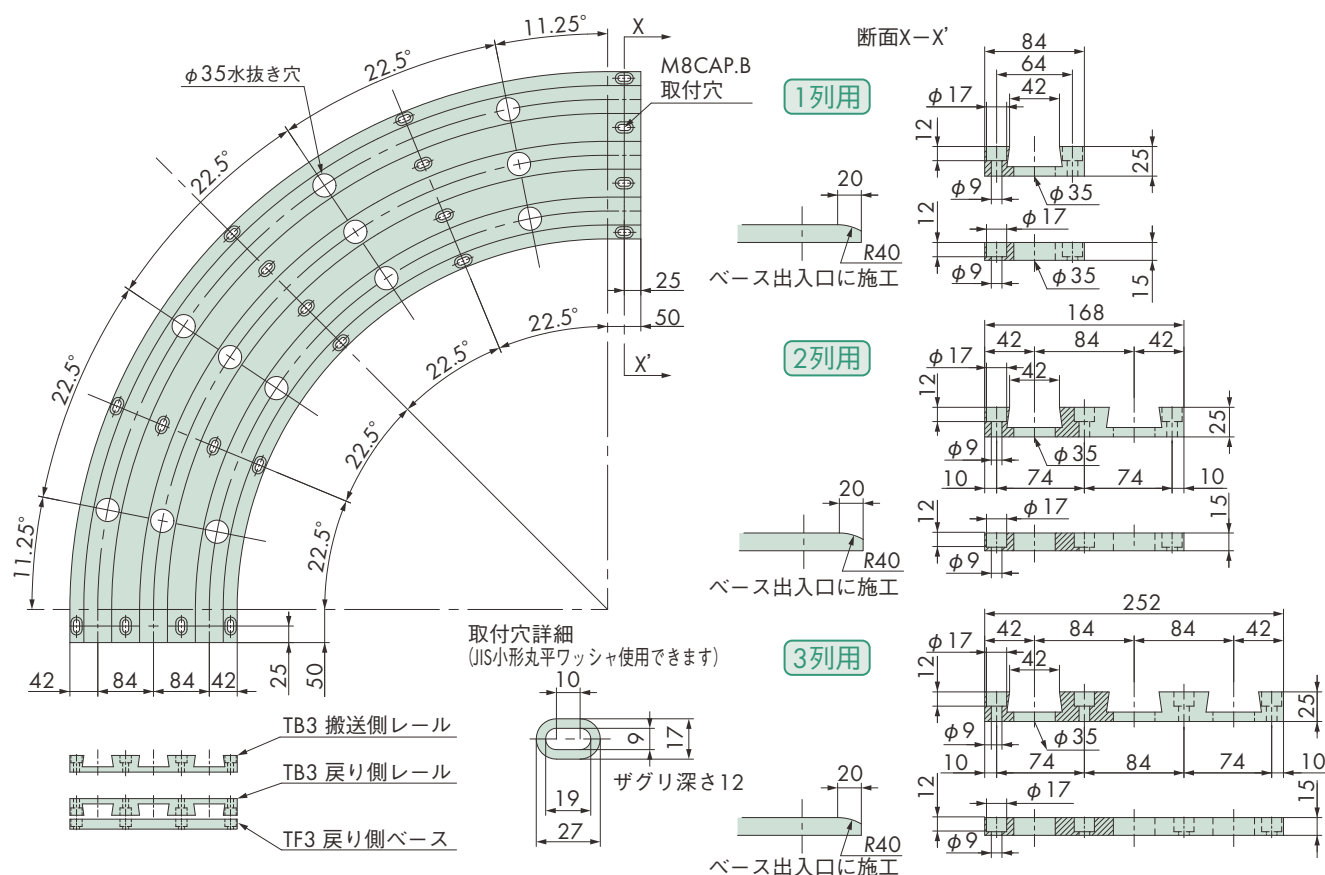 11.25°
X
22.5°
φ35水抜き穴
M8CAP.B
取付穴
22.5°
22.5°
11.25°
25
50
X'
22.5°
22.5°
22.5°
22.5°
42
84
84
42
25
50
TB3 搬送側レール
TB3 戻り側レール
TF3 戻り側ベース
取付穴詳細
(JIS小形丸平ワッシャ使用できます)
10
9
17
ザグリ深さ12
19
27
断面X−X'
1列用
84
64
42
φ17
12
25
φ9
φ35
φ17
12
φ9
φ35
15
20
R40
ベース出入口に施工
2列用
168
42
84
42
φ17
42
12
25
φ9
φ35
10
74
74
10
φ17
12
15
φ9
20
R40
ベース出入口に施工
3列用
252
42
84
84
42
φ17
42
12
25
φ9
φ35
10
74
84
74
10
φ17
12
15
φ9
20
R40
ベース出入口に施工